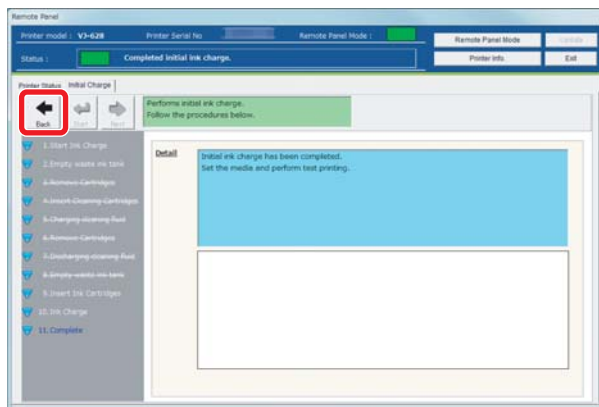 Remote Panel
Printer model : VJ-628 Printer Serial No Remote Panel Mode :
Remote Panel Mode Update
Status : Completed initial ink charge.
Printer Info. Exit
Printer Status Initial Charge
Back Start Next
Performs initial ink charge.
Follow the procedures below.
1.Start Ink Charge
2.Empty waste ink tank
3.Remove Cartridges
4.Insert Cleaning Cartridges
5.Charging cleaning fluid
6.Remove Cartridges
7.Discharging cleaning fluid
8.Empty waste ink tank
9.Insert Ink Cartridges
10. Ink Charge
11. Complete
Detail
Initial ink charge has been completed.
Set the media and perform test printing.